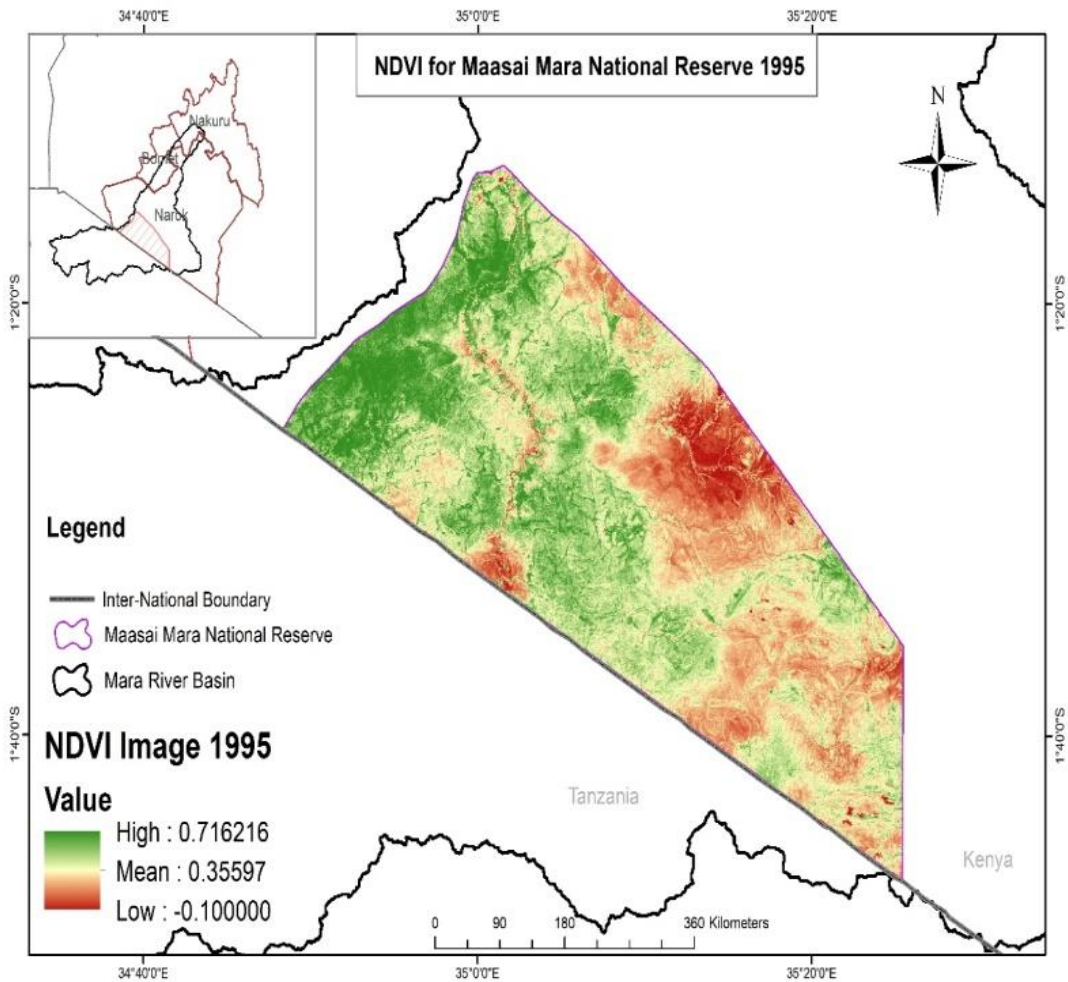 34°40'0"E
35°0'0"E
35°20'0"E
NDVI for Maasai Mara National Reserve 1995
N
Nakuru
Bomet
Narok
1°20'0"S
1°20'0"S
Legend
Inter-National Boundary
Maasai Mara National Reserve
Mara River Basin
1°40'0"S
1°40'0"S
NDVI Image 1995
Value
High : 0.716216
Mean : 0.35597
Low : -0.100000
Tanzania
Kenya
0 90 180 360 Kilometers
34°40'0"E
35°0'0"E
35°20'0"E